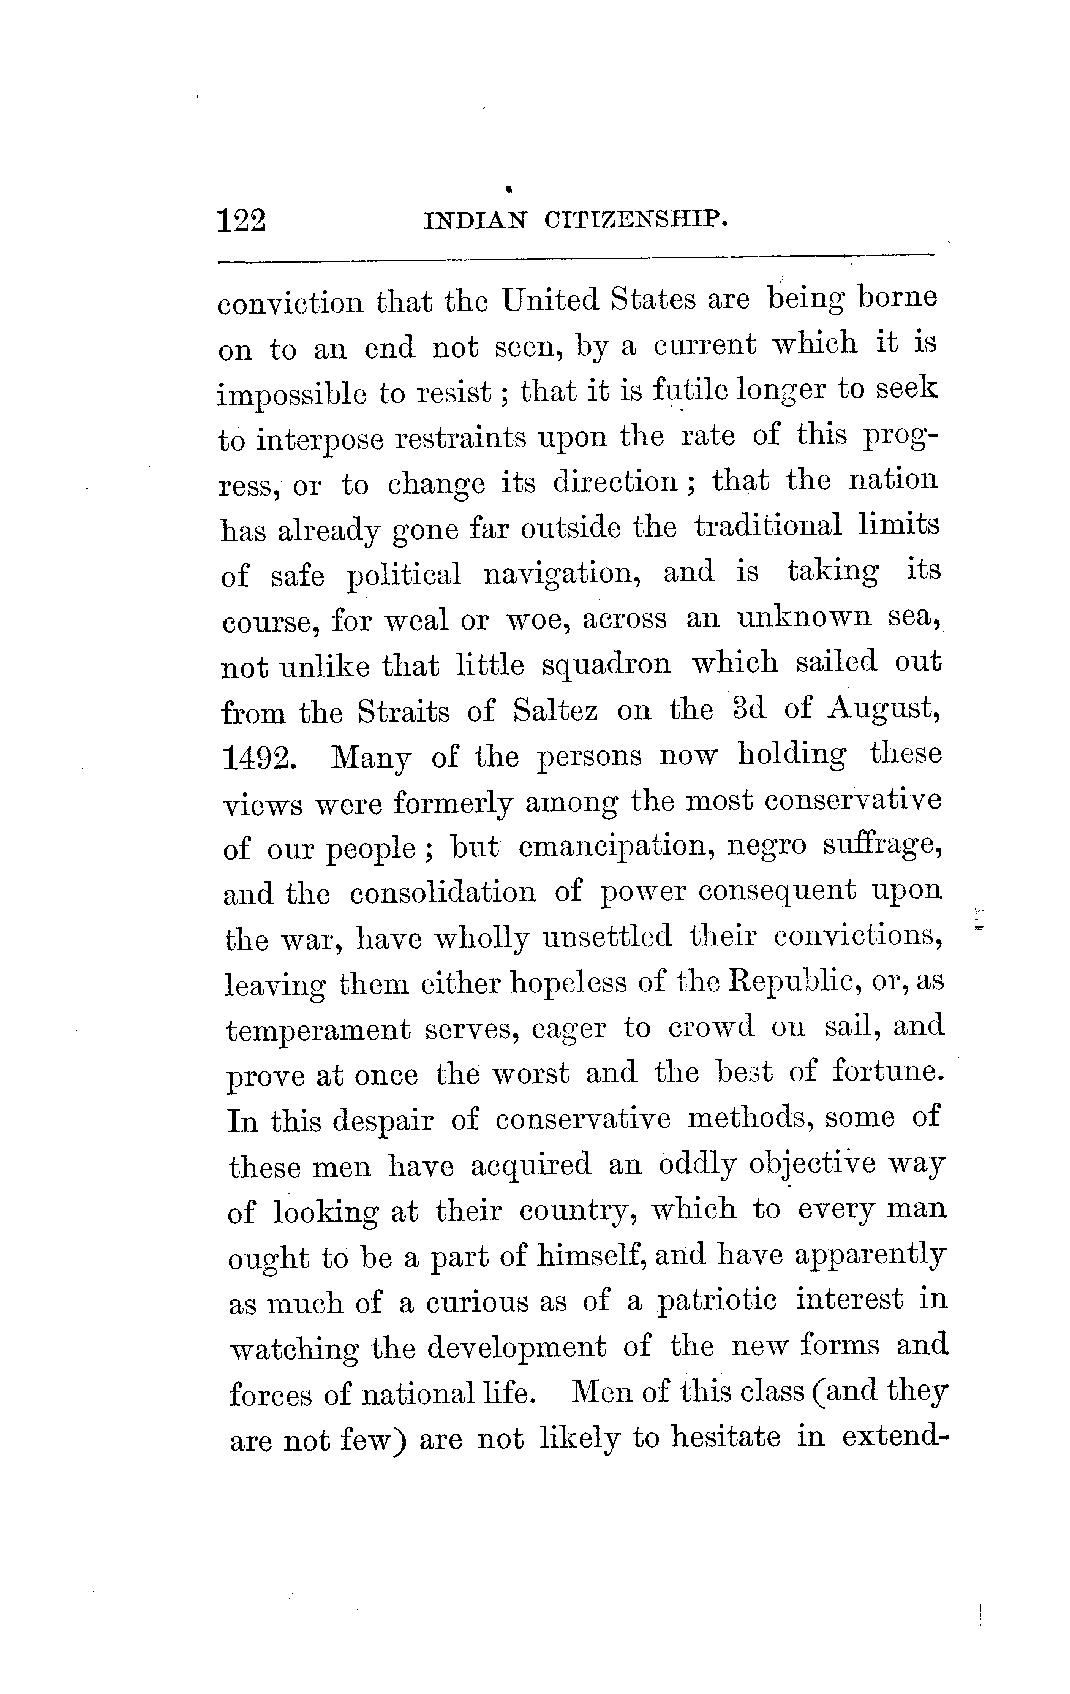 122 INDIAN CITIZENSHIP.
conviction that the United States are being borne
on to an end not seen, by a current which it is
impossible to resist ; that it is futile longer to seek
to interpose restraints upon the rate of this prog-
ress, or to change its direction ; that the nation
has already gone far outside the traditional limits
of safe political navigation, and is taking its
course, for weal or woe, across an unknown sea,
not unlike that little squadron which sailed out
from the Straits of Saltez on the 3d of August,
1492. Many of the persons now holding these
views were formerly among the most conservative
of our people ; but emancipation, negro suffrage,
and the consolidation of power consequent upon
the war, have wholly unsettled their convictions,
leaving them either hopeless of the Republic, or, as
temperament serves, eager to crowd on sail, and
prove at once the worst and the best of fortune.
In this despair of conservative methods, some of
these men have acquired an oddly objective way
of looking at their country, which to every man
ought to be a part of himself, and have apparently
as much of a curious as of a patriotic interest in
watching the development of the new forms and
forces of national life. Men of this class (and they
are not few) are not likely to hesitate in extend-